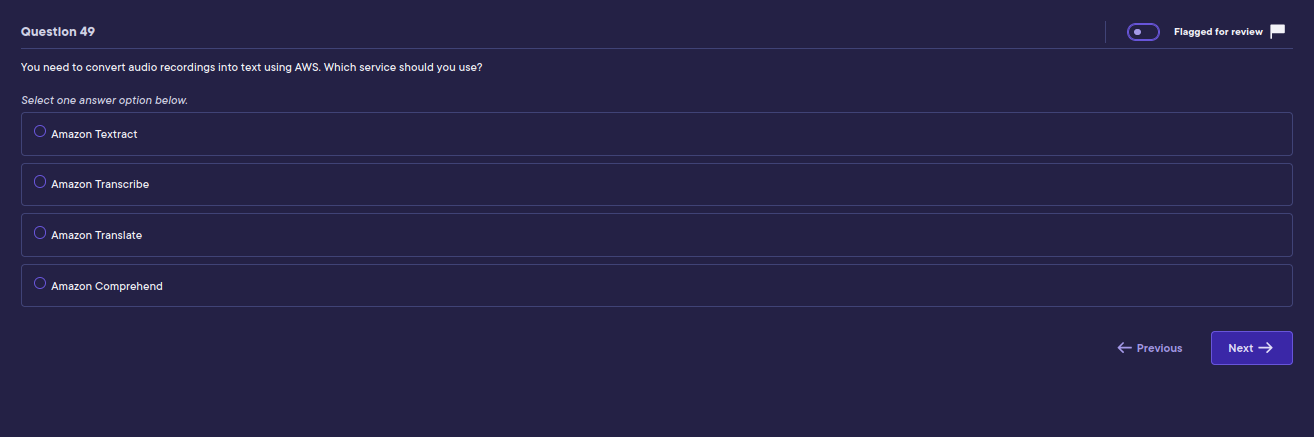 Question 49
Flagged for review
You need to convert audio recordings into text using AWS. Which service should you use?
Select one answer option below.
Amazon Textract
Amazon Transcribe
Amazon Translate
Amazon Comprehend
Previous
Next